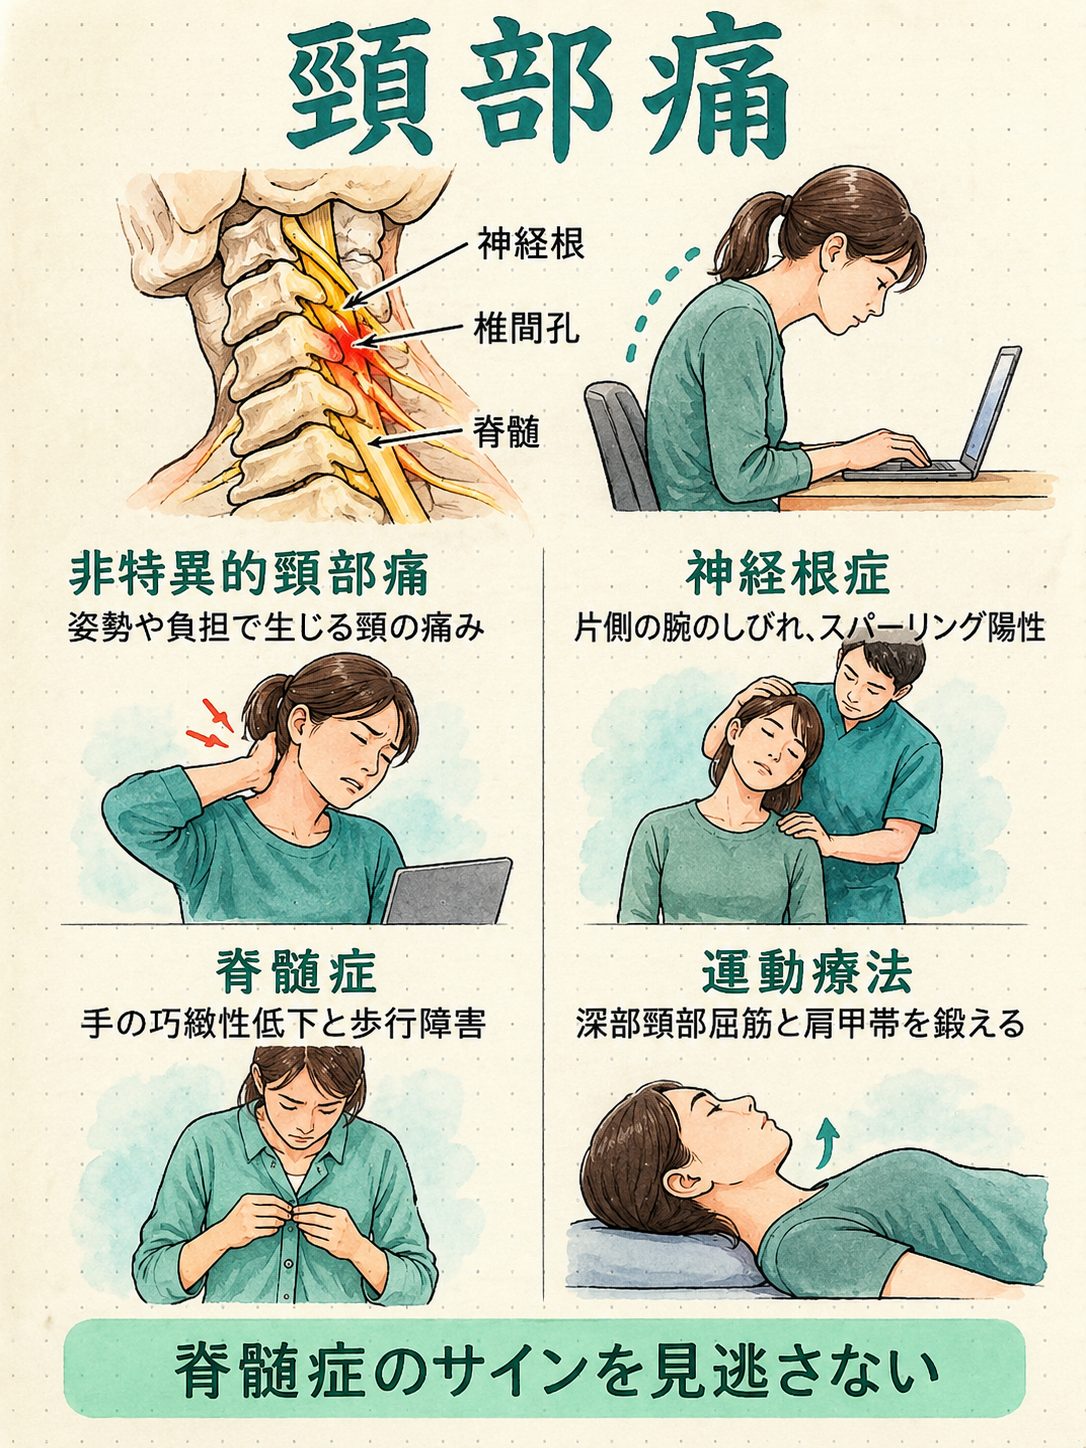 頸部痛
神経根
椎間孔
脊髄
非特異的頸部痛
姿勢や負担で生じる頸の痛み
神経根症
片側の腕のしびれ、スパーリング陽性
脊髄症
手の巧緻性低下と歩行障害
運動療法
深部頸部屈筋と肩甲帯を鍛える
脊髄症のサインを見逃さない